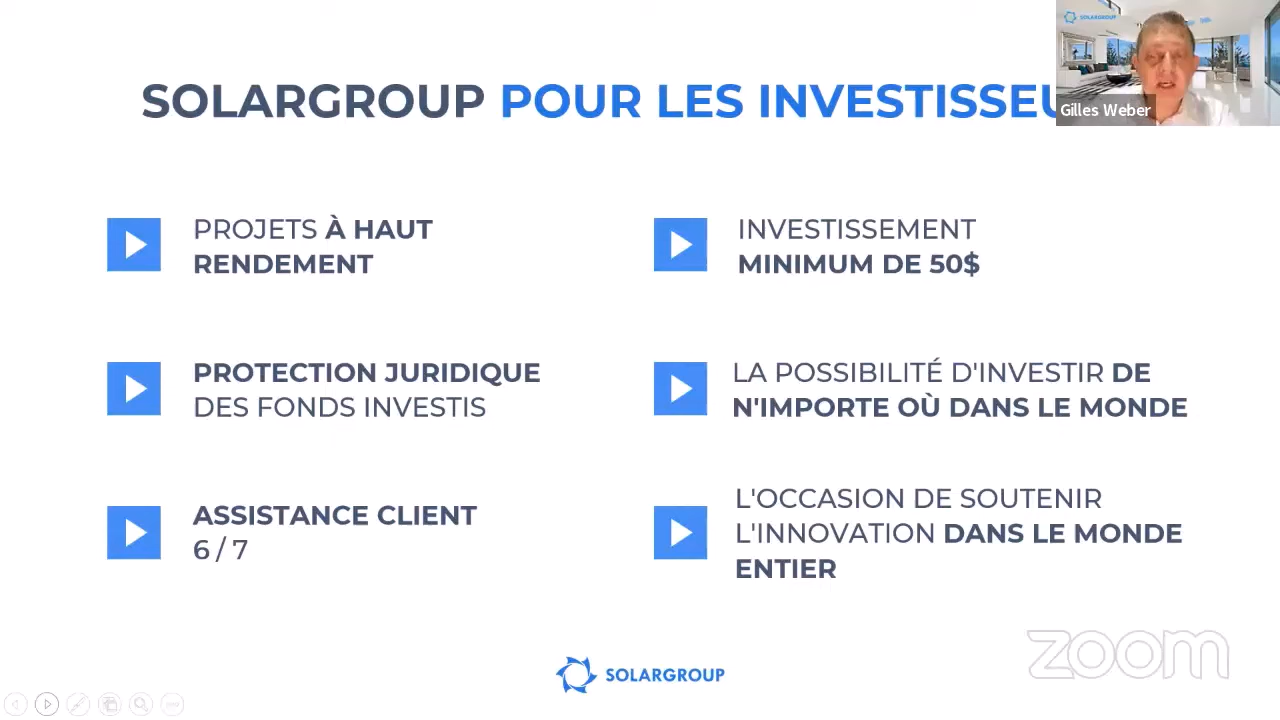 SOLARGROUP
Gilles Weber
SOLARGROUP POUR LES INVESTISSEU
PROJETS À HAUT
RENDEMENT
INVESTISSEMENT
MINIMUM DE 50$
PROTECTION JURIDIQUE
DES FONDS INVESTIS
LA POSSIBILITÉ D'INVESTIR DE
N'IMPORTE OÙ DANS LE MONDE
ASSISTANCE CLIENT
6 / 7
L'OCCASION DE SOUTENIR
L'INNOVATION DANS LE MONDE
ENTIER
SOLARGROUP
zoom